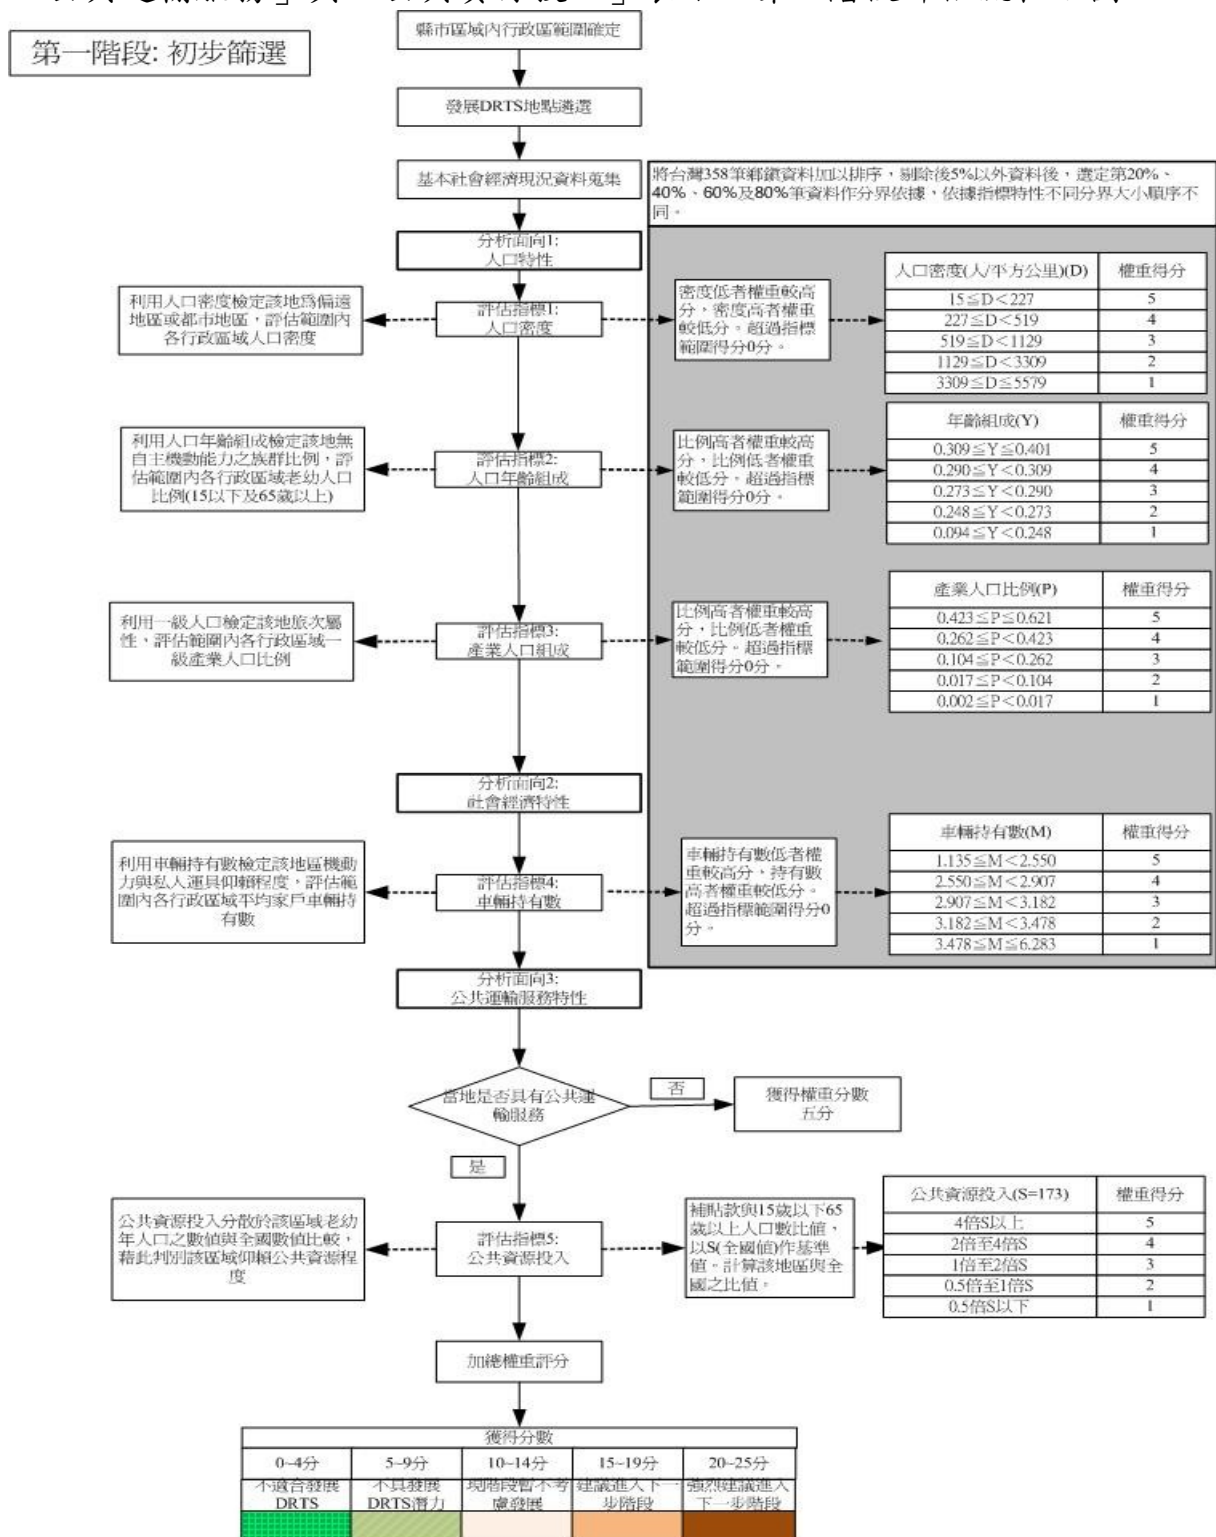 第一階段: 初步篩選
縣市區域內行政區範圍確定
發展DRTS地點遴選
基本社會經濟現況資料蒐集
將台灣358筆鄉鎮資料加以排序，剔除後5%以外資料後，選定第20%、
40%、60%及80%筆資料作分界依據，依據指標特性不同分界大小順序不
同。
分析面向1:
人口特性
利用人口密度檢定該地為偏遠
地區或都市地區，評估範圍內
各行政區域人口密度
評估指標1:
人口密度
密度低者權重較高
分，密度高者權重
較低分。超過指標
範圍得分0分。
人口密度(人/平方公里)(D) 權重得分
15≦D<227 5
227≦D<519 4
519≦D<1129 3
1129≦D<3309 2
3309≦D≦5579 1
利用人口年齡組成檢定該地無
自主機動能力之族群比例，評
估範圍內各行政區域老幼人口
比例(15以下及65歲以上)
評估指標2:
人口年齡組成
比例高者權重較高
分，比例低者權重
較低分。超過指標
範圍得分0分。
年齡組成(Y) 權重得分
0.309≦Y≦0.401 5
0.290≦Y<0.309 4
0.273≦Y<0.290 3
0.248≦Y<0.273 2
0.094≦Y<0.248 1
利用一級人口檢定該地旅次屬
性，評估範圍內各行政區域一
級產業人口比例
評估指標3:
產業人口組成
比例高者權重較高
分，比例低者權重
較低分。超過指標
範圍得分0分。
產業人口比例(P) 權重得分
0.423≦P≦0.621 5
0.262≦P<0.423 4
0.104≦P<0.262 3
0.017≦P<0.104 2
0.002≦P<0.017 1
分析面向2:
社會經濟特性
利用車輛持有數檢定該地區機動
力與私人運具仰賴程度，評估範
圍內各行政區域平均家戶車輛持
有數
評估指標4:
車輛持有數
車輛持有數低者權
重較高分，持有數
高者權重較低分。
超過指標範圍得分0
分。
車輛持有數(M) 權重得分
1.135≦M<2.550 5
2.550≦M<2.907 4
2.907≦M<3.182 3
3.182≦M<3.478 2
3.478≦M≦6.283 1
分析面向3:
公共運輸服務特性
當地是否具有公共運
輸服務
否
獲得權重分數
五分
是
公共資源投入分散於該區域老幼
年人口之數值與全國數值比較，
藉此判別該區域仰賴公共資源程
度
評估指標5:
公共資源投入
補貼款與15歲以下65
歲以上人口數比值，
以S(全國值)作基準
值。計算該地區與全
國之比值。
公共資源投入(S=173) 權重得分
4倍S以上 5
2倍至4倍S 4
1倍至2倍S 3
0.5倍至1倍S 2
0.5倍S以下 1
加總權重評分
獲得分數
0~4分 5~9分 10~14分 15~19分 20~25分
不適合發展 不具發展 現階段暫不考 建議進入下一 強烈建議進入
DRTS DRTS潛力 慮發展 步階段 下一步階段